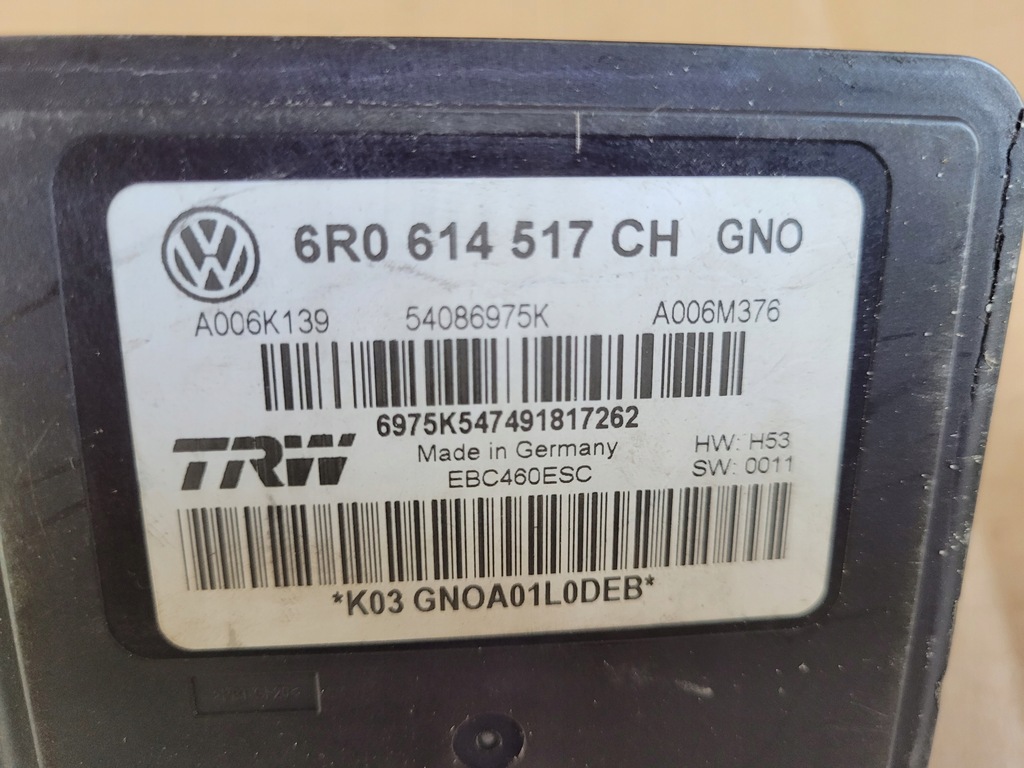 6R0 614 517 CH GNO
A006K139 54086975K A006M376
6975K547491817262
TRW
Made in Germany
EBC460ESC
HW: H53
SW: 0011
*K03 GNOA01L0DEB*